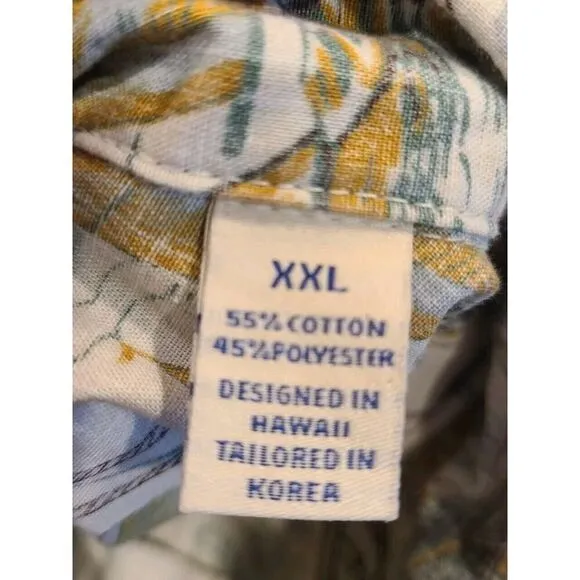 XXL
55% COTTON
45% POLYESTER
DESIGNED IN
HAWAII
TAILORED IN
KOREA